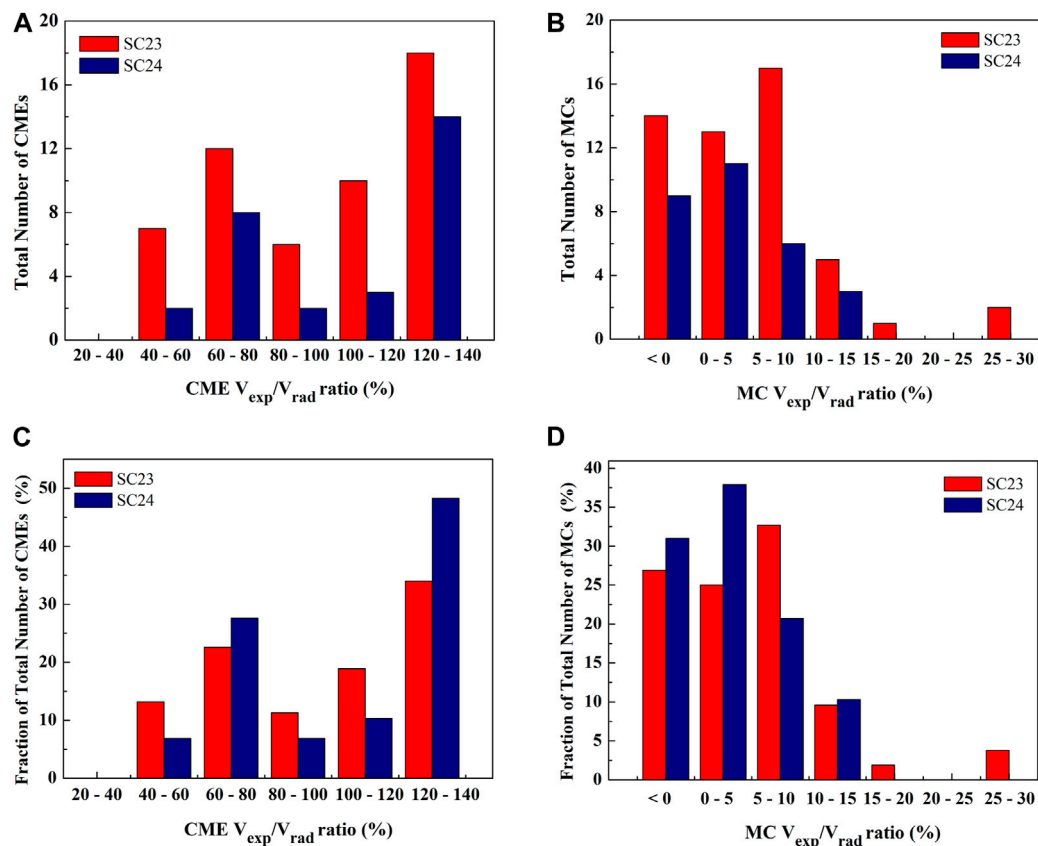 A
20
16
12
8
4
0
Total Number of CMEs
SC23
SC24
20 - 40 40 - 60 60 - 80 80 - 100 100 - 120 120 - 140
CME Vexp/Vrad ratio (%)
B
20
16
12
8
4
0
Total Number of MCs
SC23
SC24
< 0 0 - 5 5 - 10 10 - 15 15 - 20 20 - 25 25 - 30
MC Vexp/Vrad ratio (%)
C
50
40
30
20
10
0
Fraction of Total Number of CMEs (%)
SC23
SC24
20 - 40 40 - 60 60 - 80 80 - 100 100 - 120 120 - 140
CME Vexp/Vrad ratio (%)
D
40
35
30
25
20
15
10
5
0
Fraction of Total Number of MCs (%)
SC23
SC24
< 0 0 - 5 5 - 10 10 - 15 15 - 20 20 - 25 25 - 30
MC Vexp/Vrad ratio (%)